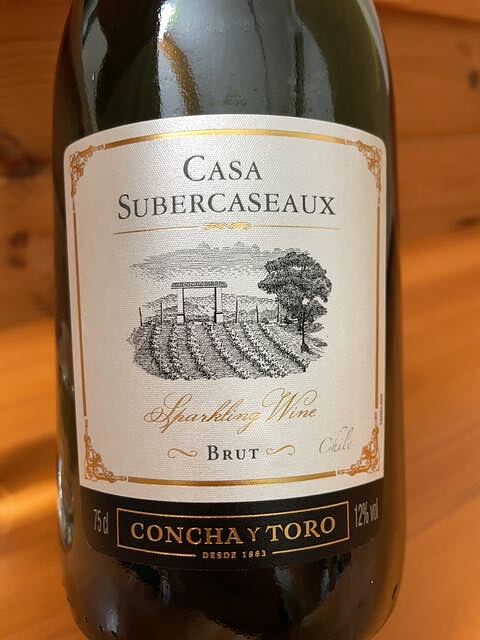 CASA
SUBERCASEAUX
Sparkling Wine
BRUT
Chile
75 cl
CONCHA Y TORO
12% vol
DESDE 1883